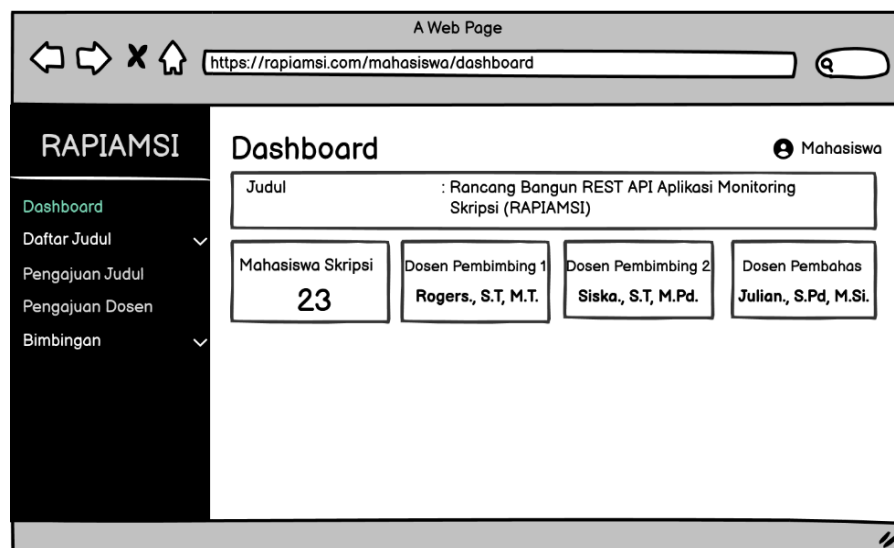 A Web Page
https://rapiamsi.com/mahasiswa/dashboard
RAPIAMSI
Dashboard
Daftar Judul
Pengajuan Judul
Pengajuan Dosen
Bimbingan
Dashboard
Mahasiswa
Judul : Rancang Bangun REST API Aplikasi Monitoring
Skripsi (RAPIAMSI)
Mahasiswa Skripsi
23
Dosen Pembimbing 1
Rogers., S.T, M.T.
Dosen Pembimbing 2
Siska., S.T, M.Pd.
Dosen Pembahas
Julian., S.Pd, M.Si.